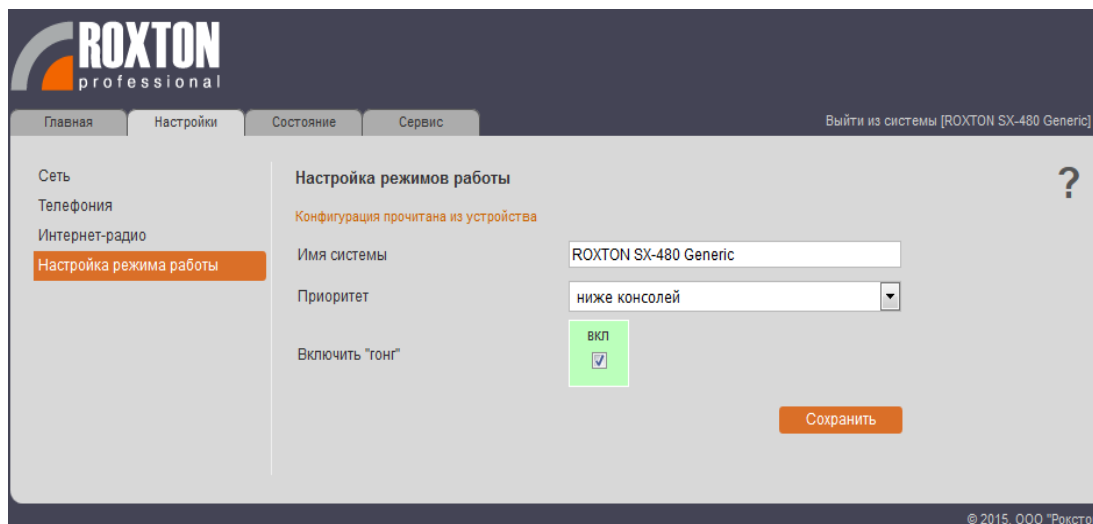 ROXTON
professional
Главная Настройки Состояние Сервис Выйти из системы [ROXTON SX-480 Generic]
Сеть
Телефония
Интернет-радио
Настройка режима работы
Настройка режимов работы
?
Конфигурация прочитана из устройства
Имя системы ROXTON SX-480 Generic
Приоритет ниже консолей
Включить "гонг" вкл
Сохранить
© 2015, ООО "Роксто